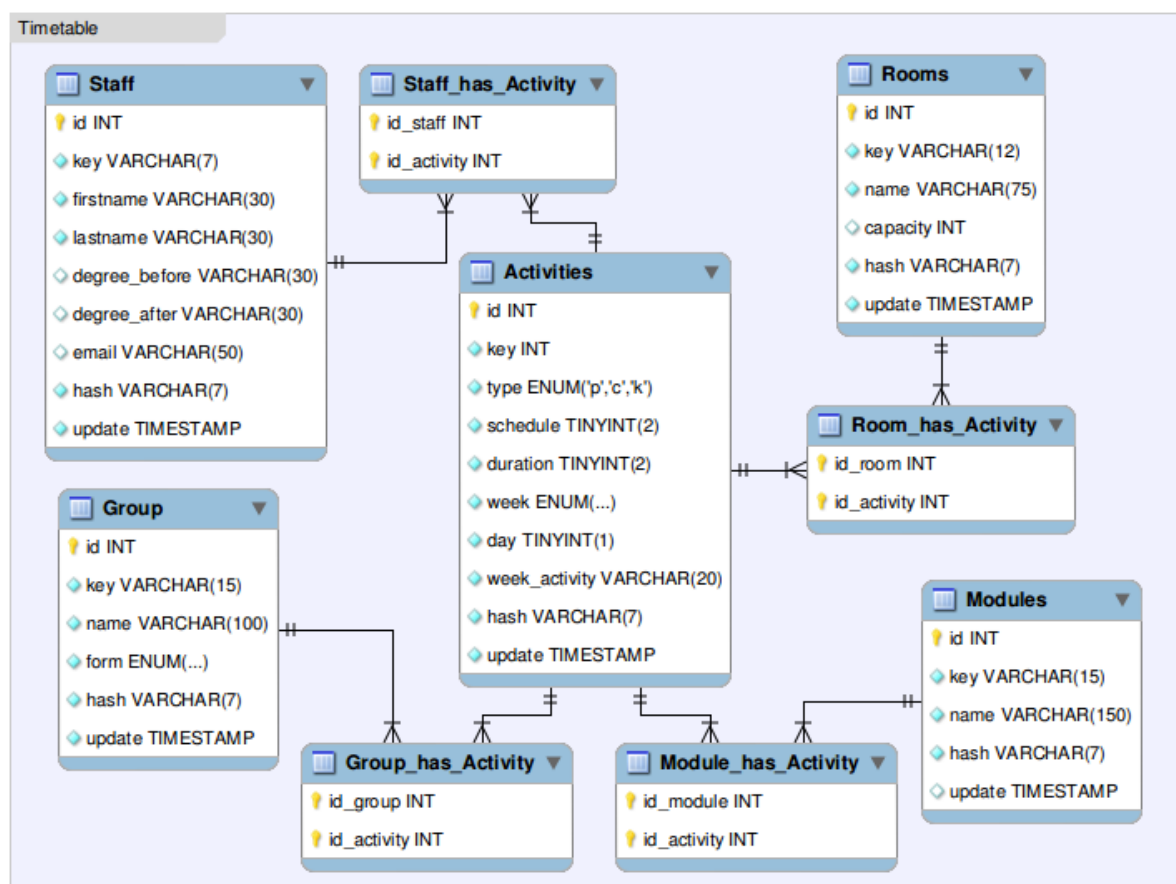 Timetable
Staff
id INT
key VARCHAR(7)
firstname VARCHAR(30)
lastname VARCHAR(30)
degree_before VARCHAR(30)
degree_after VARCHAR(30)
email VARCHAR(50)
hash VARCHAR(7)
update TIMESTAMP
Staff_has_Activity
id_staff INT
id_activity INT
Rooms
id INT
key VARCHAR(12)
name VARCHAR(75)
capacity INT
hash VARCHAR(7)
update TIMESTAMP
Activities
id INT
key INT
type ENUM('p','c','k')
schedule TINYINT(2)
duration TINYINT(2)
week ENUM(...)
day TINYINT(1)
week_activity VARCHAR(20)
hash VARCHAR(7)
update TIMESTAMP
Room_has_Activity
id_room INT
id_activity INT
Group
id INT
key VARCHAR(15)
name VARCHAR(100)
form ENUM(...)
hash VARCHAR(7)
update TIMESTAMP
Modules
id INT
key VARCHAR(15)
name VARCHAR(150)
hash VARCHAR(7)
update TIMESTAMP
Group_has_Activity
id_group INT
id_activity INT
Module_has_Activity
id_module INT
id_activity INT